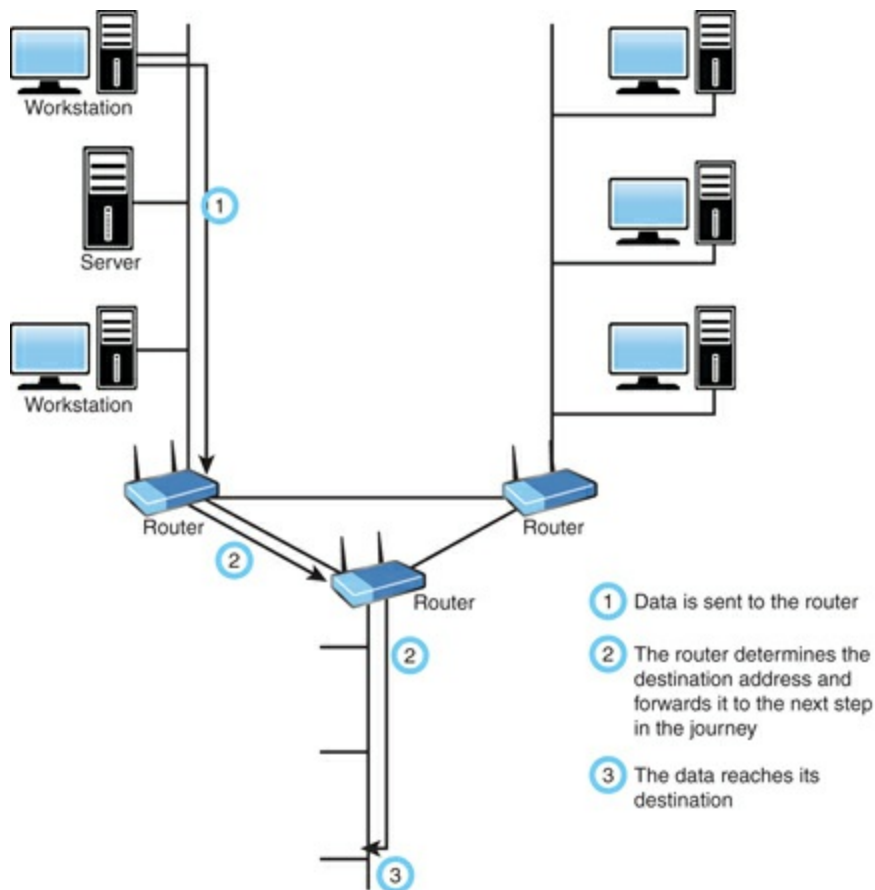 Workstation
Server
1
Workstation
Router
Router
2
Router
2
3
1 Data is sent to the router
2 The router determines the
destination address and
forwards it to the next step
in the journey
3 The data reaches its
destination